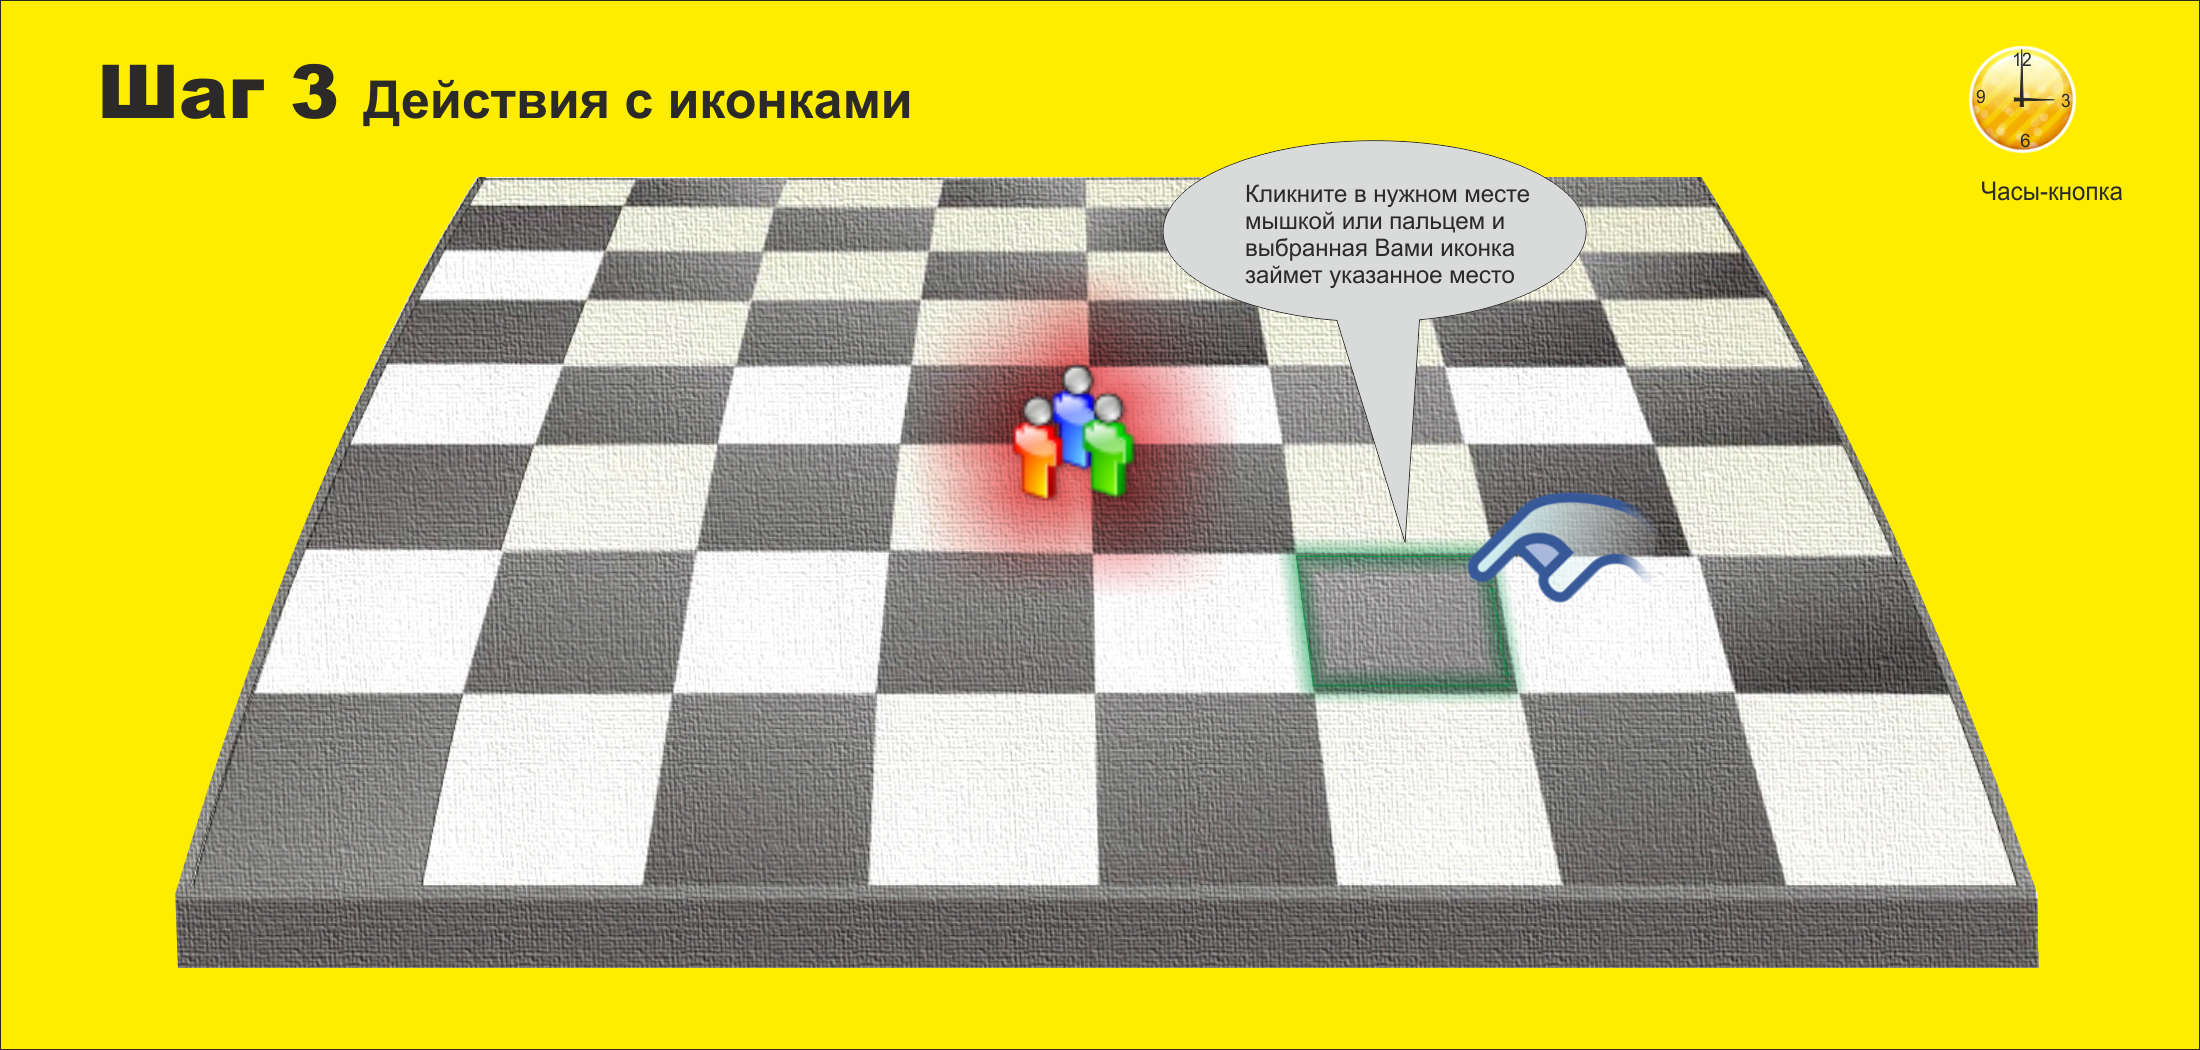 Шаг 3 Действия с иконками
12
9
3
6
Часы-кнопка
Кликните в нужном месте
мышкой или пальцем и
выбранная Вами иконка
займет указанное место